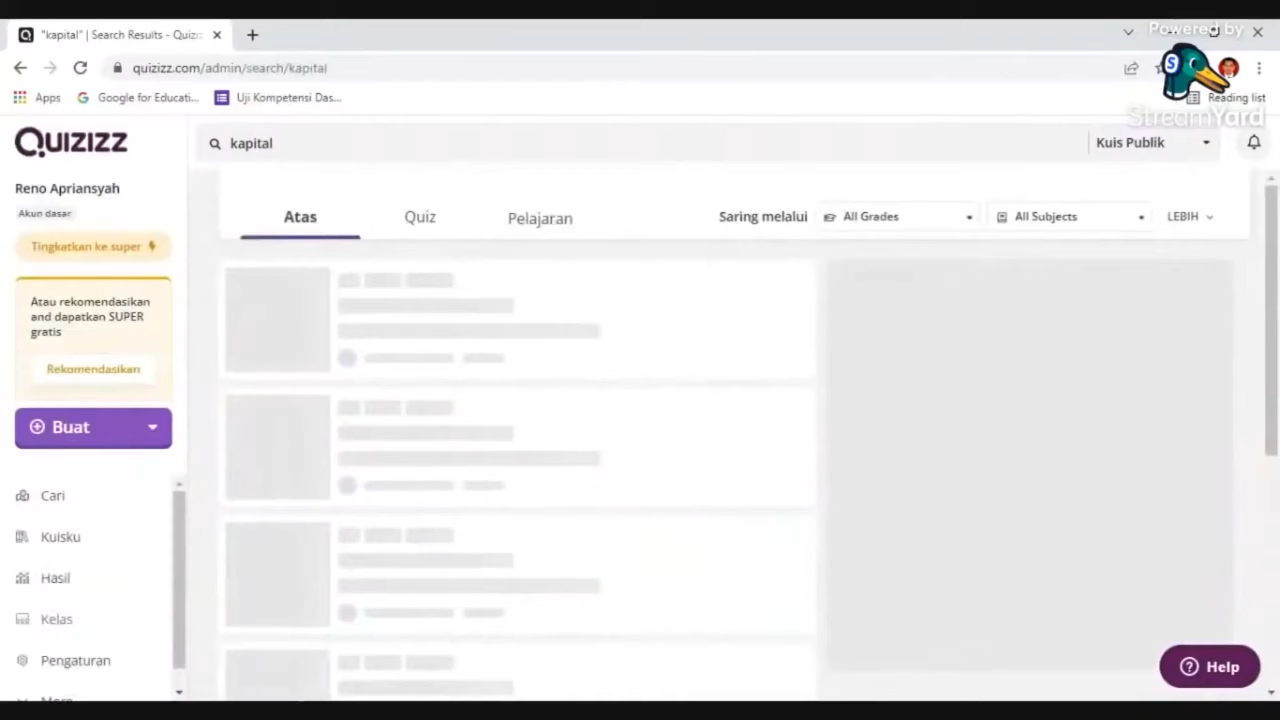 "kapital" | Search Results - Quiz
Powered by
quizizz.com/admin/search/kapital
Apps
Google for Educati...
Uji Kompetensi Das...
Reading list
StreamYard
QUIZIZZ
kapital
Kuis Publik
Reno Apriansyah
Akun dasar
Atas
Quiz
Pelajaran
Saring melalui
All Grades
All Subjects
LEBIH
Tingkatkan ke super
Atau rekomendasikan
and dapatkan SUPER
gratis
Rekomendasikan
Buat
Cari
Kuisku
Hasil
Kelas
Pengaturan
More
Help